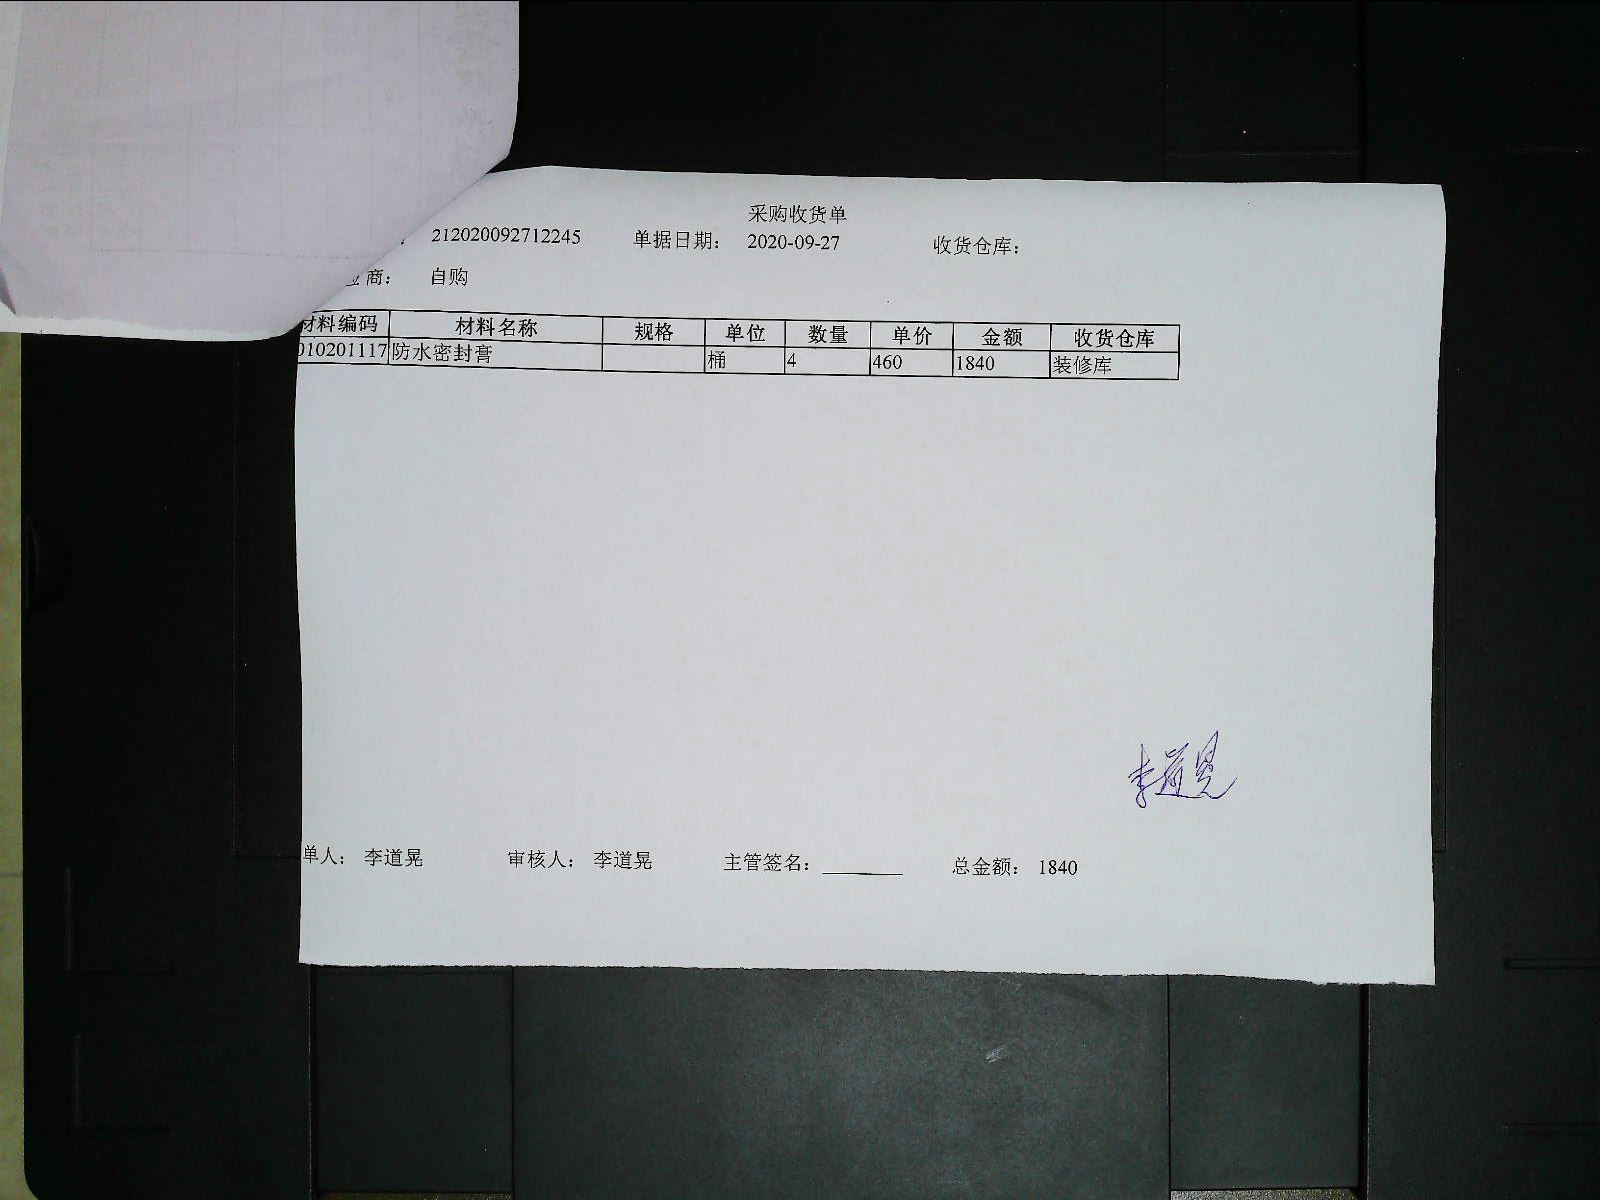 采购收货单
: 212020092712245 单据日期: 2020-09-27 收货仓库:
应商: 自购
材料编码 材料名称 规格 单位 数量 单价 金额 收货仓库
010201117 防水密封膏 桶 4 460 1840 装修库
李道晃
单人: 李道晃 审核人: 李道晃 主管签名: ________ 总金额: 1840